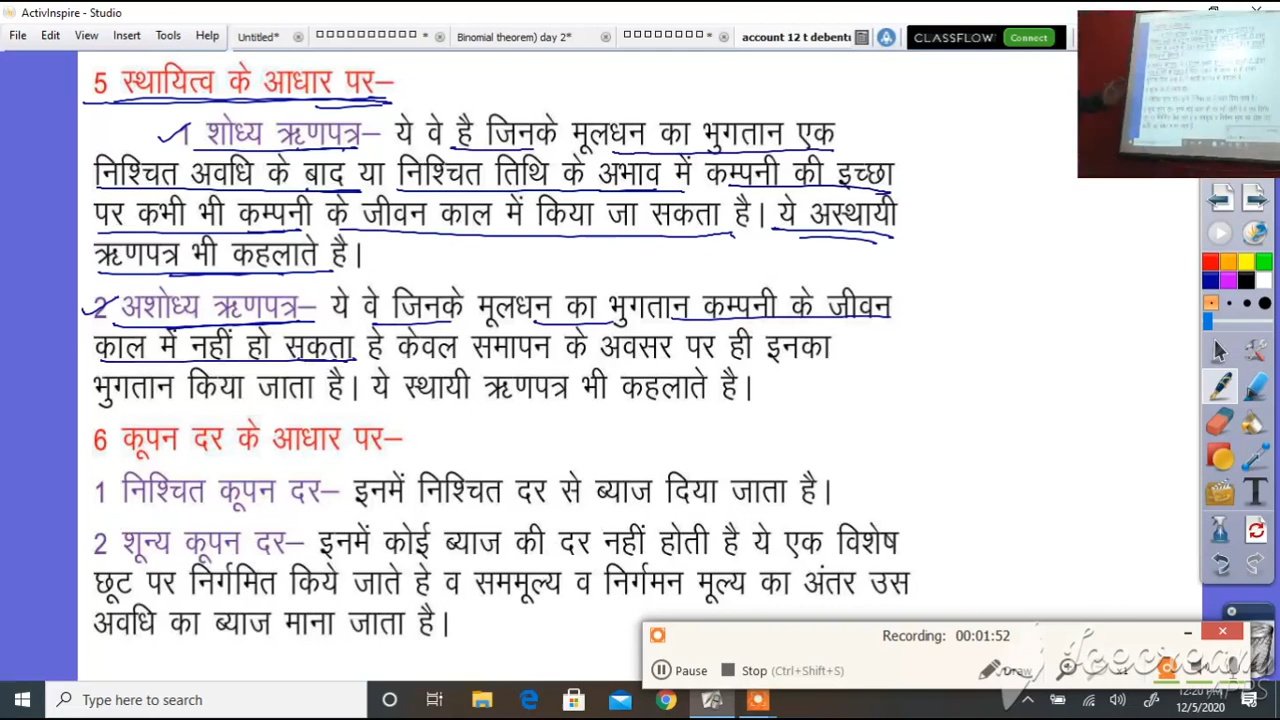 ActivInspire - Studio
File Edit View Insert Tools Help Untitled* Binomial theorem) day 2* account 12 t debent CLASSFLOW Connect
5 स्थायित्व के आधार पर–
1 शोध्य ऋणपत्र– ये वे है जिनके मूलधन का भुगतान एक
निश्चित अवधि के बाद या निश्चित तिथि के अभाव में कम्पनी की इच्छा
पर कभी भी कम्पनी के जीवन काल में किया जा सकता है। ये अस्थायी
ऋणपत्र भी कहलाते है।
2 अशोध्य ऋणपत्र– ये वे जिनके मूलधन का भुगतान कम्पनी के जीवन
काल में नहीं हो सकता हे केवल समापन के अवसर पर ही इनका
भुगतान किया जाता है। ये स्थायी ऋणपत्र भी कहलाते है।
6 कूपन दर के आधार पर–
1 निश्चित कूपन दर– इनमें निश्चित दर से ब्याज दिया जाता है।
2 शून्य कूपन दर– इनमें कोई ब्याज की दर नहीं होती है ये एक विशेष
छूट पर निर्गमित किये जाते हे व सममूल्य व निर्गमन मूल्य का अंतर उस
अवधि का ब्याज माना जाता है।
Recording: 00:01:52
Pause Stop (Ctrl+Shift+S) Draw
Type here to search
12/5/2020